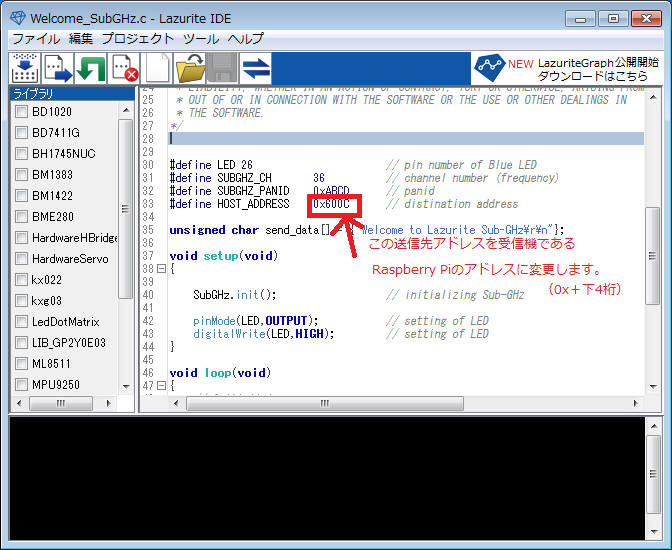 Welcome_SubGHz.c - Lazurite IDE
ファイル 編集 プロジェクト ツール ヘルプ
NEW LazuriteGraph公開開始
ダウンロードはこちら
ライブラリ
BD1020
BD7411G
BH1745NUC
BM1383
BM1422
BME280
HardwareHBridge
HardwareServo
kx022
kxg03
LedDotMatrix
LIB_GP2Y0E03
ML8511
MPU9250
24 * LIABILITY, WHETHER IN AN ACTION OF CONTRACT, TORT OR OTHERWISE, ARISING FROM
25 * OUT OF OR IN CONNECTION WITH THE SOFTWARE OR THE USE OR OTHER DEALINGS IN
26 * THE SOFTWARE.
27 */
28
29
30 #define LED 26 // pin number of Blue LED
31 #define SUBGHZ_CH 36 // channel number (frequency)
32 #define SUBGHZ_PANID 0xABCD // panid
33 #define HOST_ADDRESS 0x600C // distination address
34
35 unsigned char send_data[] = {"Welcome to Lazurite Sub-GHz¥r¥n"};
36
この送信先アドレスを受信機である
37 void setup(void)
38 {
Raspberry Piのアドレスに変更します。
39
(0x+下4桁)
40 SubGHz.init(); // initializing Sub-GHz
41
42 pinMode(LED,OUTPUT); // setting of LED
43 digitalWrite(LED,HIGH); // setting of LED
44 }
45
46 void loop(void)
47 {
48